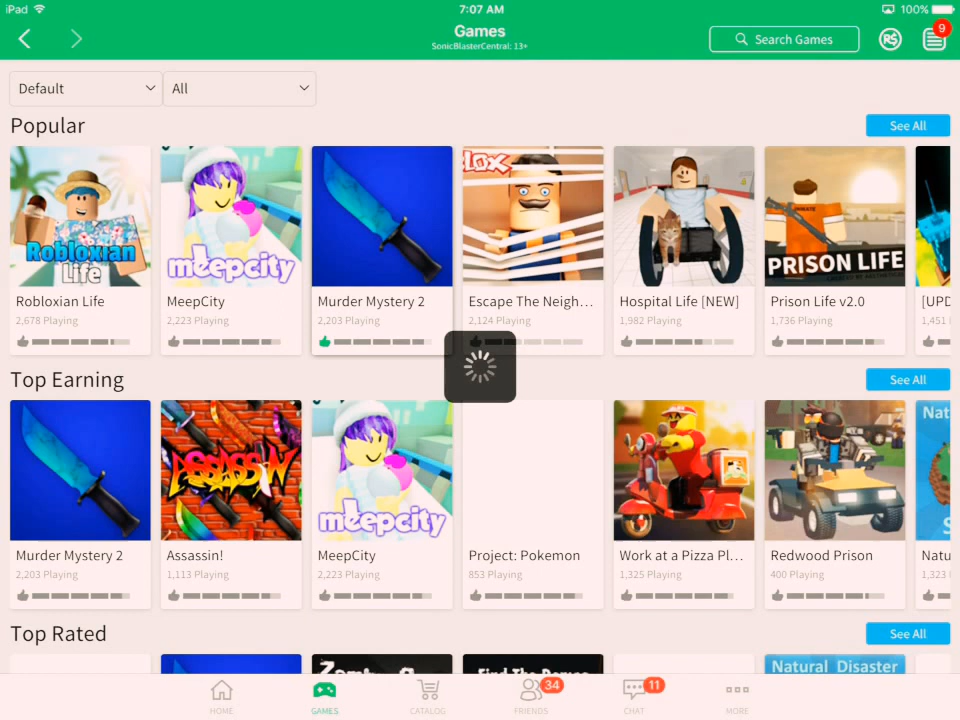 iPad 7:07 AM 100%
Games
SonicBlasterCentral: 13+
Search Games
R$
9
Default All
Popular See All
Robloxian
Life
meepcity
PRISON LIFE
Robloxian Life
2,678 Playing
MeepCity
2,223 Playing
Murder Mystery 2
2,203 Playing
Escape The Neigh...
2,124 Playing
Hospital Life [NEW]
1,982 Playing
Prison Life v2.0
1,736 Playing
[UPD
1,451
Top Earning See All
ASSASSIN
meepcity
Nat
S
Murder Mystery 2
2,203 Playing
Assassin!
1,113 Playing
MeepCity
2,223 Playing
Project: Pokemon
853 Playing
Work at a Pizza Pl...
1,325 Playing
Redwood Prison
400 Playing
Natu
1,323
Top Rated See All
Find The Domos
Natural Disaster
HOME
GAMES
CATALOG
34
FRIENDS
11
CHAT
MORE